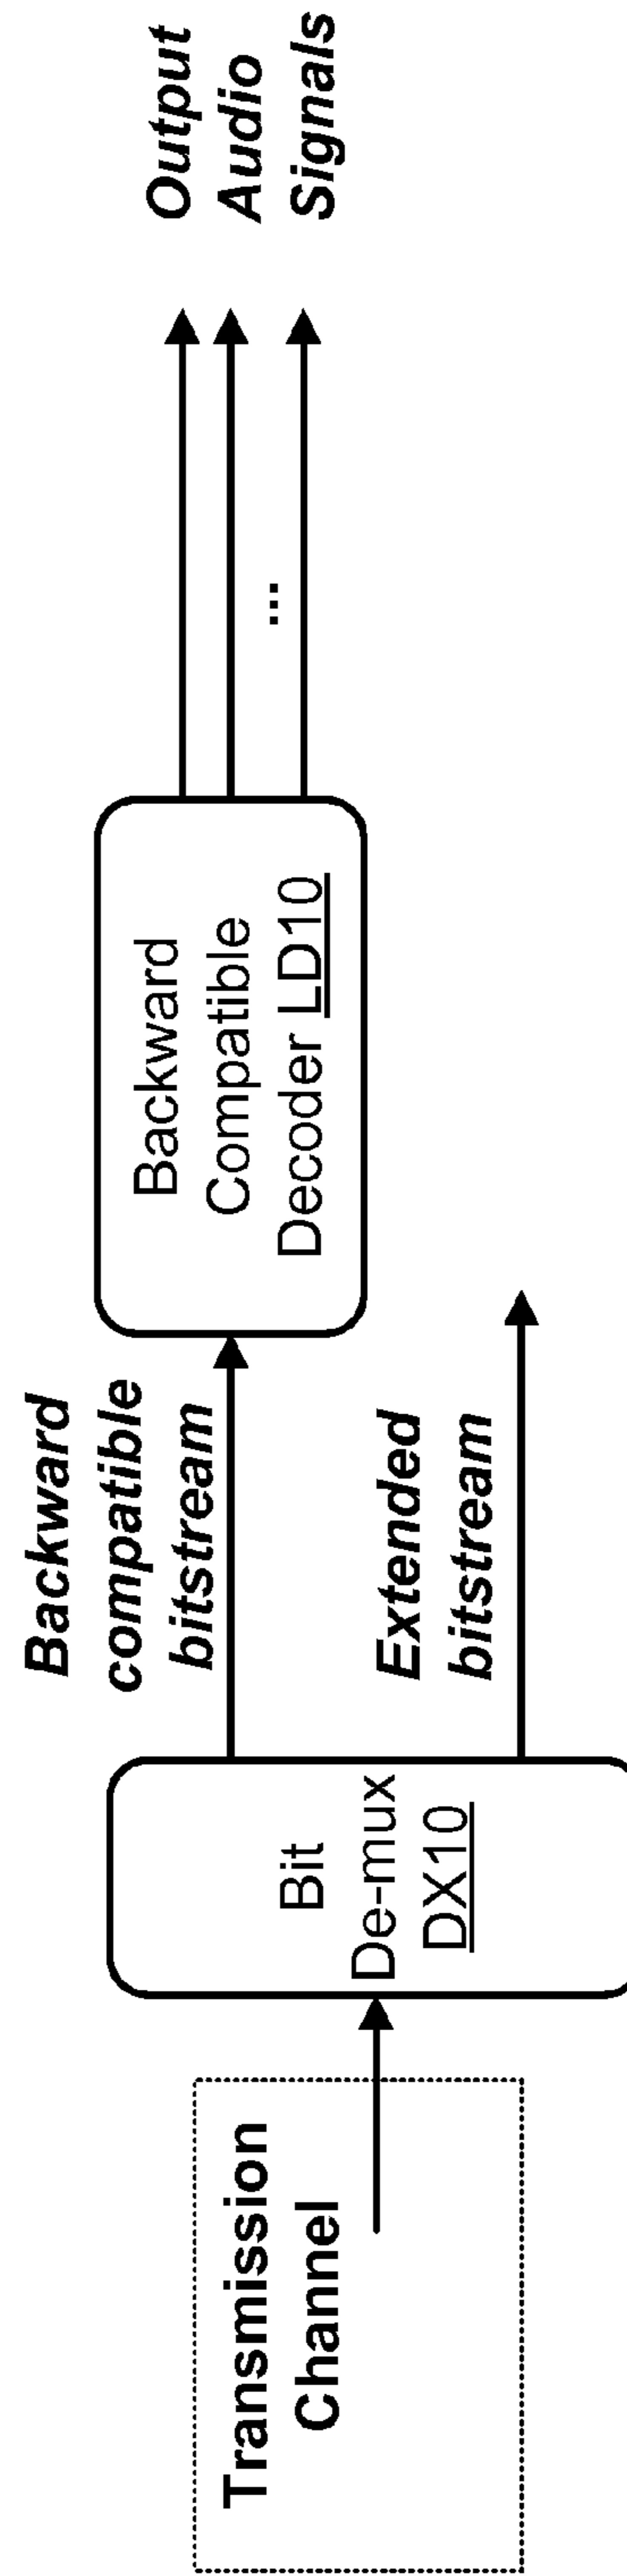 Transmission
Channel
Bit
De-mux
DX10
Backward
compatible
bitstream
Extended
bitstream
Backward
Compatible
Decoder LD10
...
Output
Audio
Signals